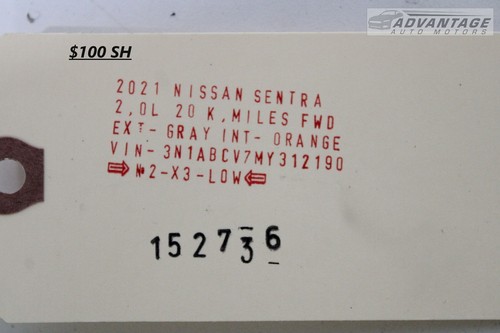 ADVANTAGE
AUTO MOTORS
$100 SH
2021 NISSAN SENTRA
2,0L 20 K,MILES FWD
EXT- GRAY INT- ORANGE
VIN-3N1ABCV7MY312190
⇨№2-X3-LOW⇦
152736